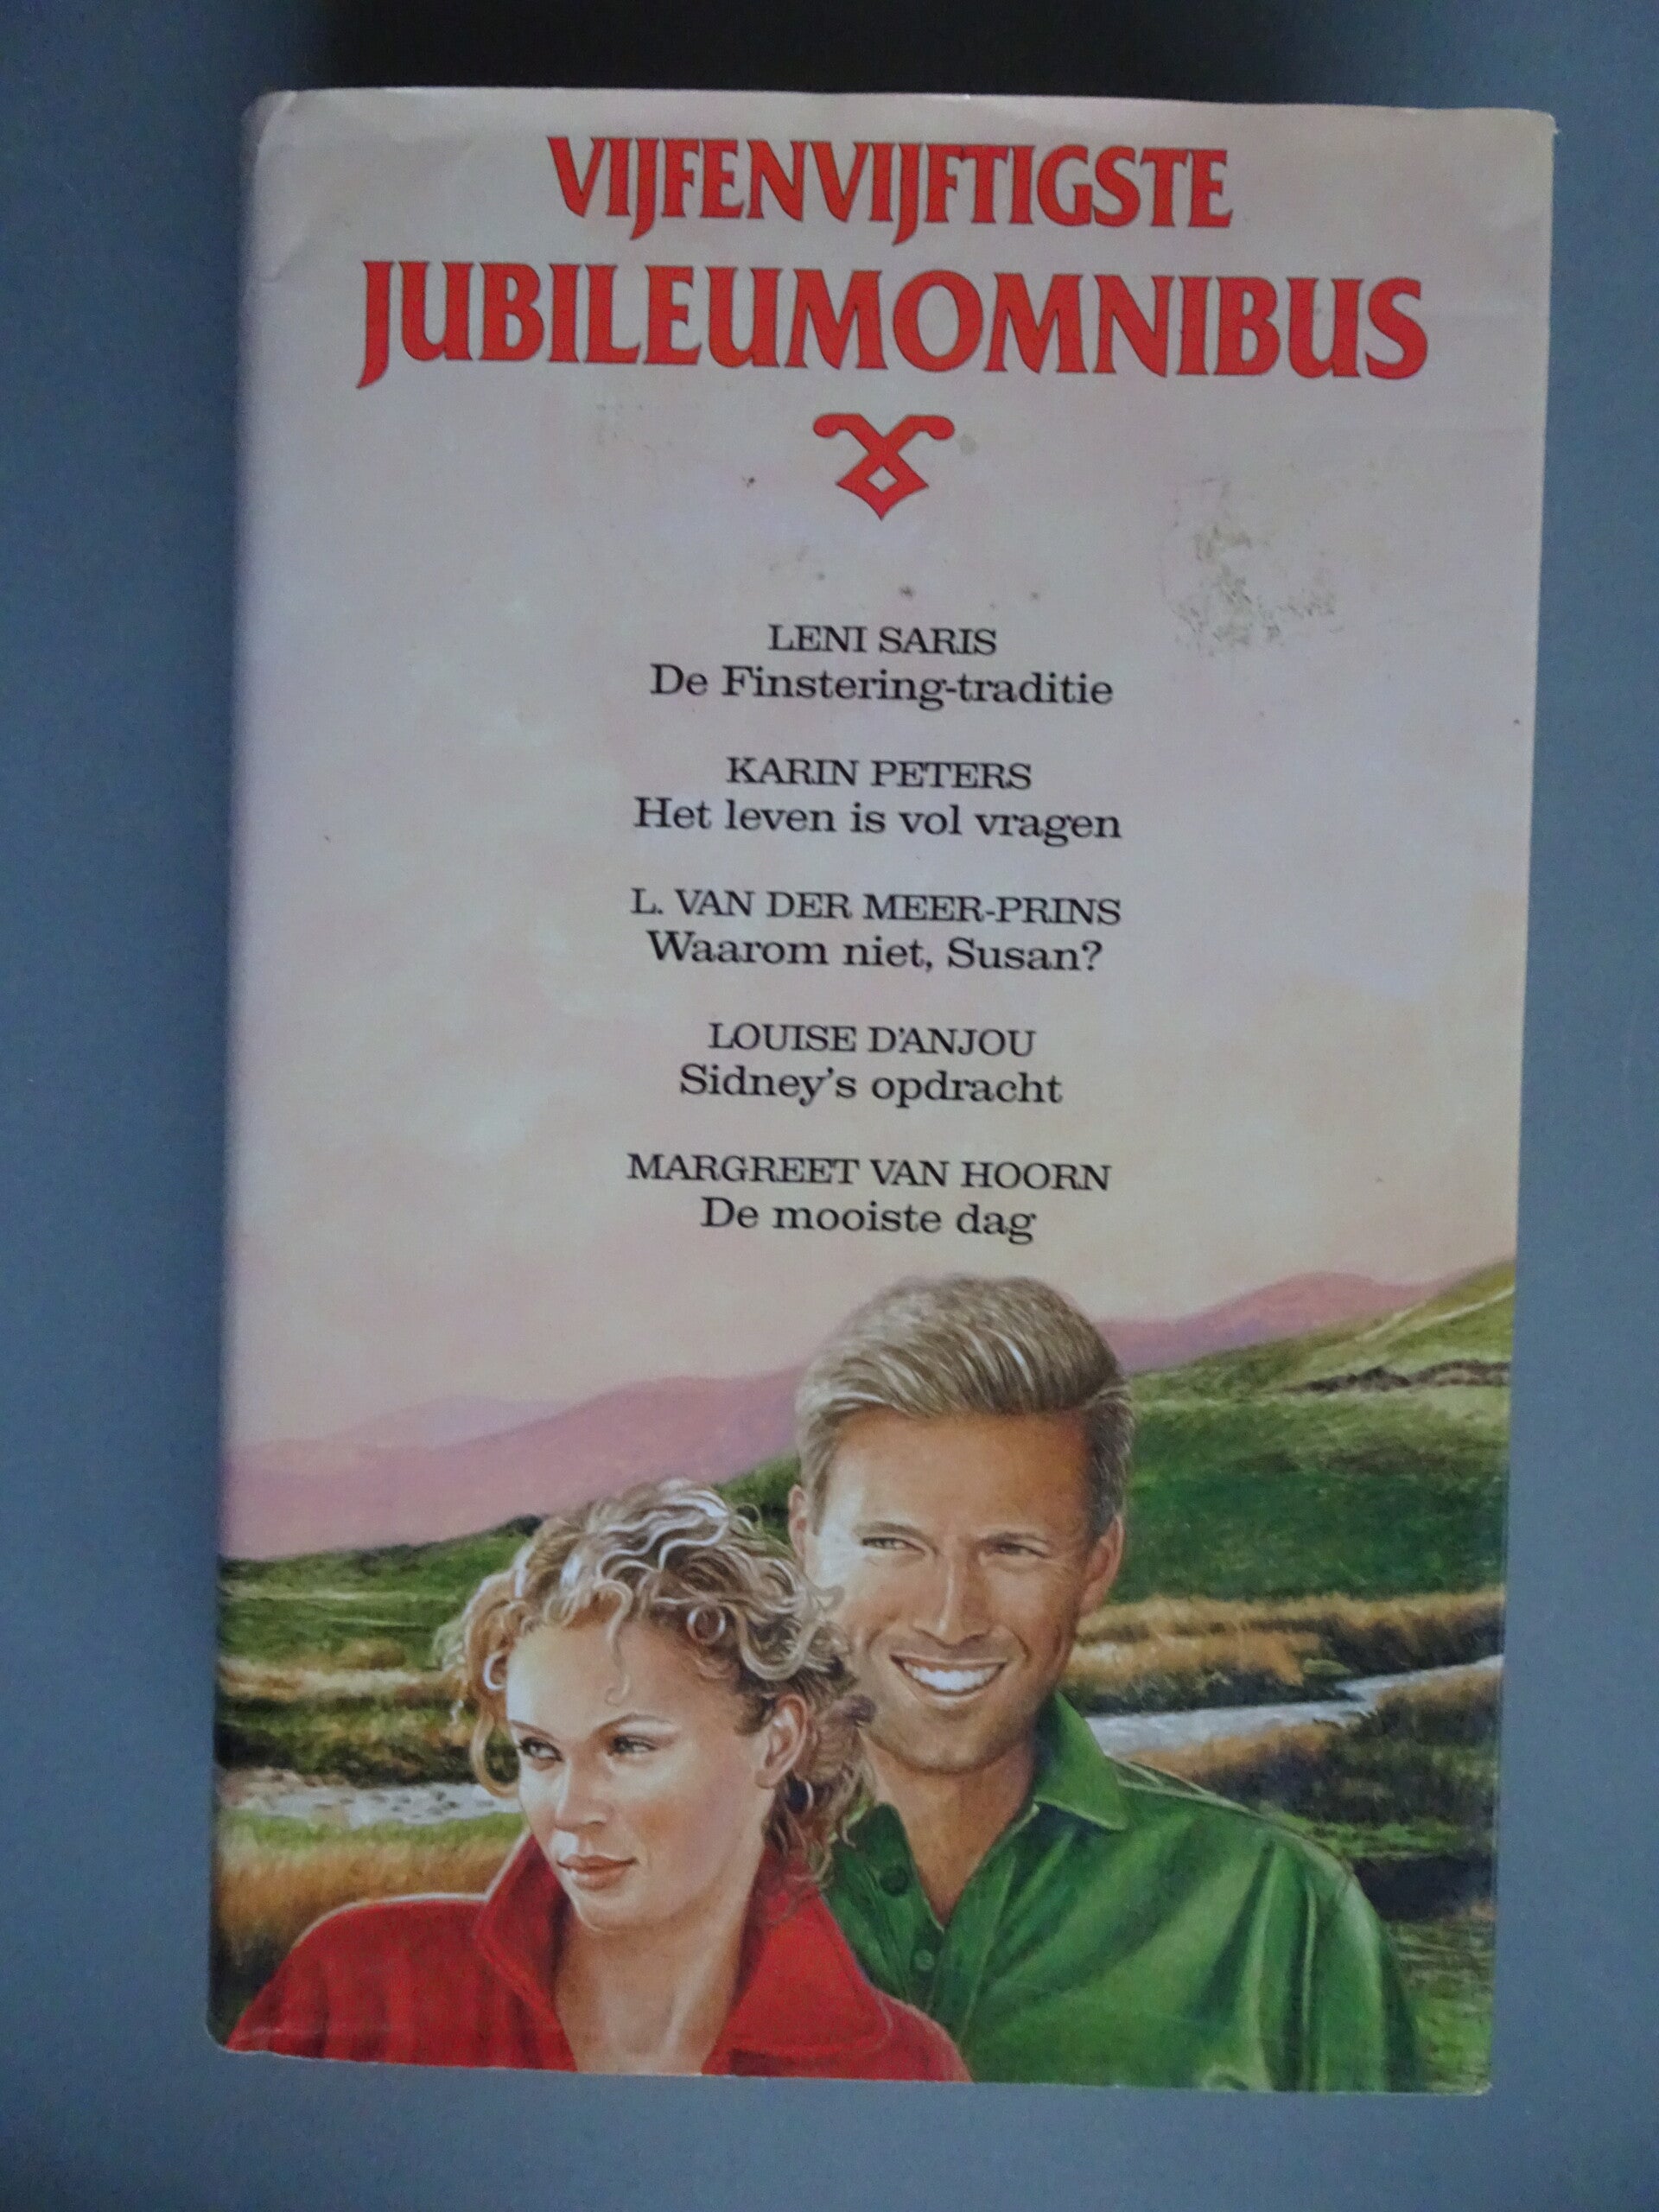 VIJFENVIJFTIGSTE
JUBILEUMOMNIBUS
LENI SARIS
De Finstering-traditie
KARIN PETERS
Het leven is vol vragen
L. VAN DER MEER-PRINS
Waarom niet, Susan?
LOUISE D'ANJOU
Sidney's opdracht
MARGREET VAN HOORN
De mooiste dag